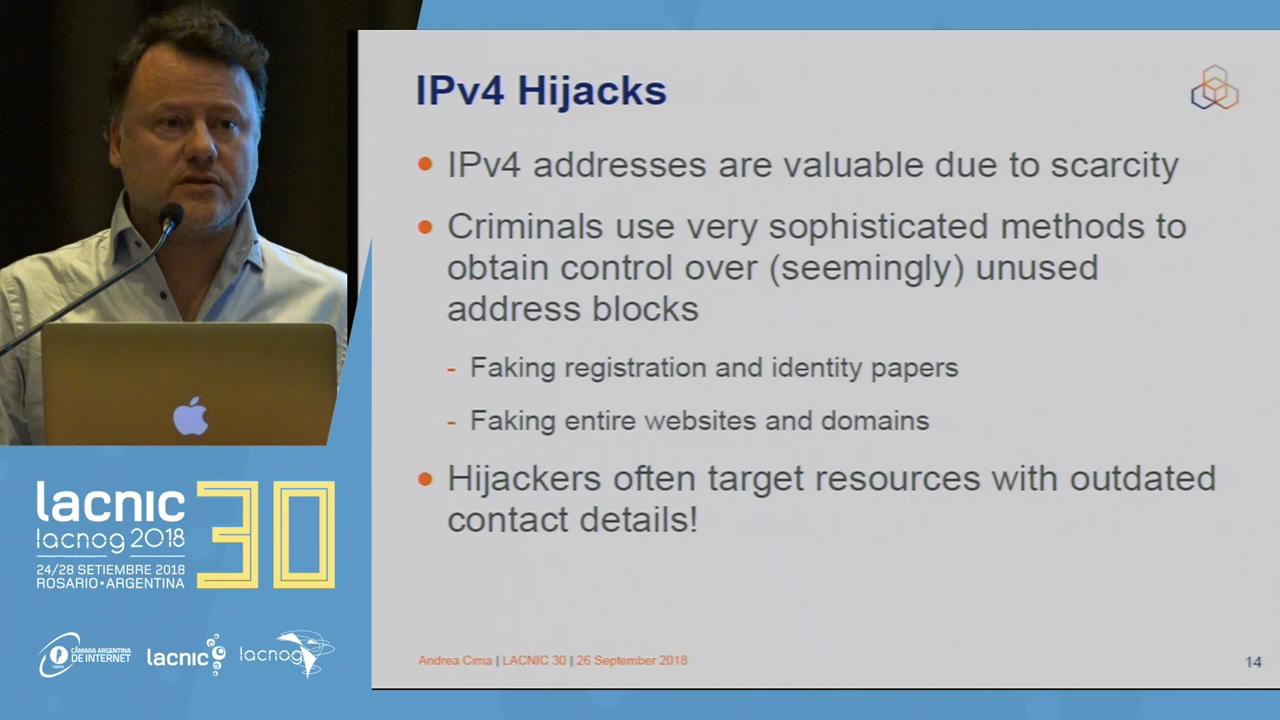 IPv4 Hijacks
• IPv4 addresses are valuable due to scarcity
• Criminals use very sophisticated methods to
obtain control over (seemingly) unused
address blocks
- Faking registration and identity papers
- Faking entire websites and domains
• Hijackers often target resources with outdated
contact details!
Andrea Cima | LACNIC 30 | 26 September 2018
14
lacnic
lacnog 2018
30
24/28 SETIEMBRE 2018
ROSARIO•ARGENTINA
CÁMARA ARGENTINA
DE INTERNET
lacnic
lacnog